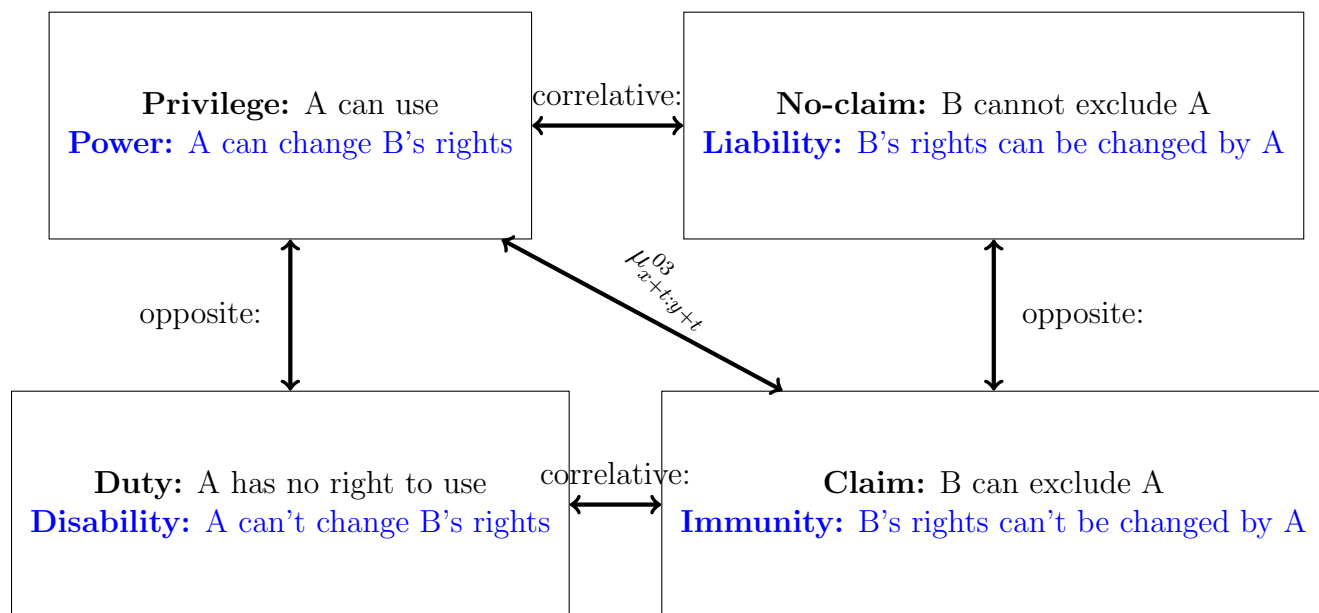 Privilege: A can use
Power: A can change B's rights
correlative:
No-claim: B cannot exclude A
Liability: B's rights can be changed by A
opposite:
μ^{03}_{x+t:y+t}
opposite:
Duty: A has no right to use
Disability: A can't change B's rights
correlative:
Claim: B can exclude A
Immunity: B's rights can't be changed by A